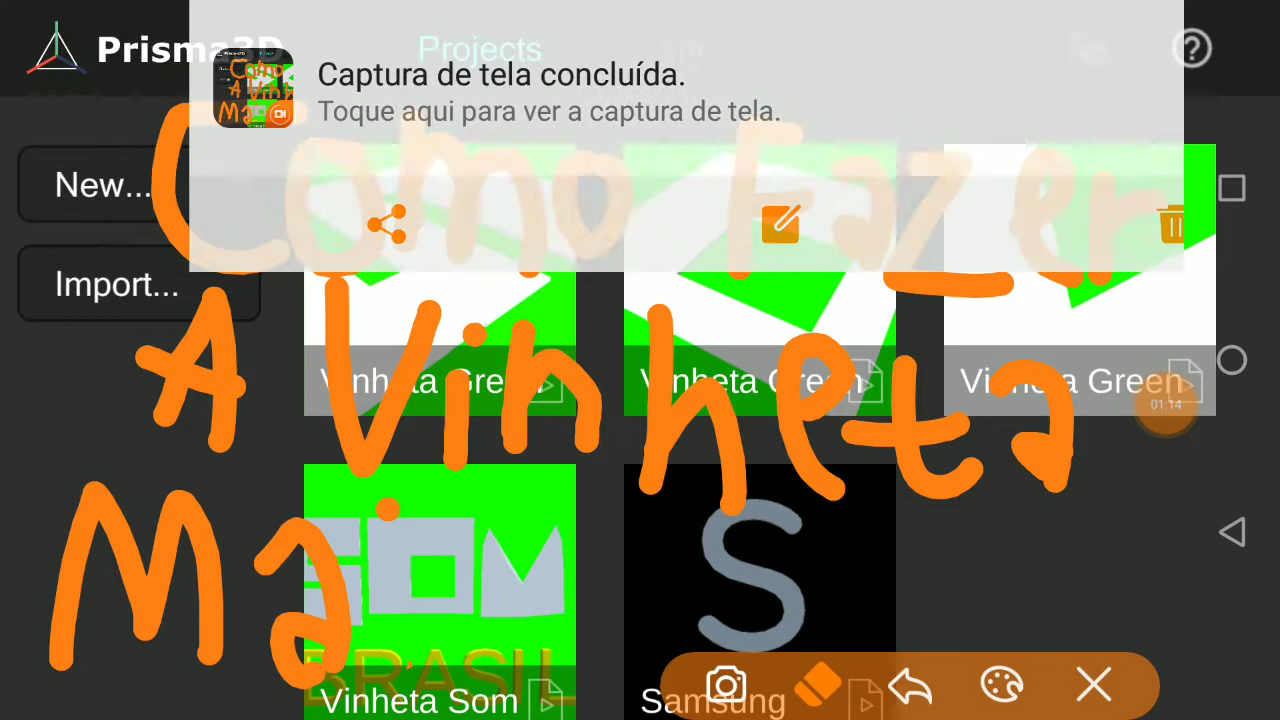 Prisma3D
Projects
Captura de tela concluída.
Toque aqui para ver a captura de tela.
New...
Import...
Como Fazer
A Vinheta
Ma
Vinheta Green
Vinheta Green
Vinheta Green
01:14
SOM
BRASIL
Vinheta Som
S
Samsung